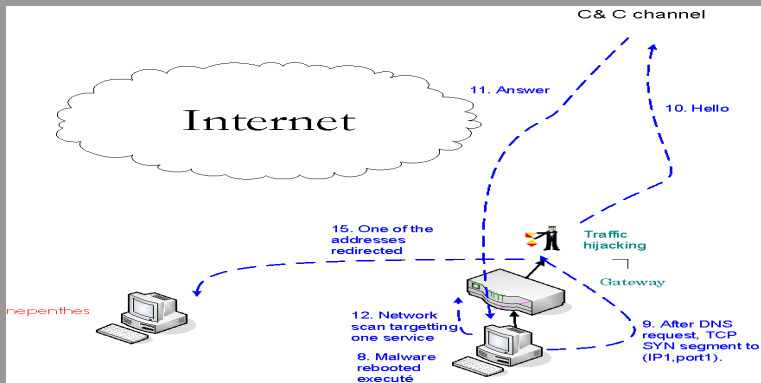 C& C channel
11. Answer
10. Hello
Internet
15. One of the
addresses
redirected
Traffic
hijacking
Gateway
nepenthes
12. Network
scan targetting
one service
8. Malware
rebooted
executé
9. After DNS
request, TCP
SYN segment to
(IP1,port1).